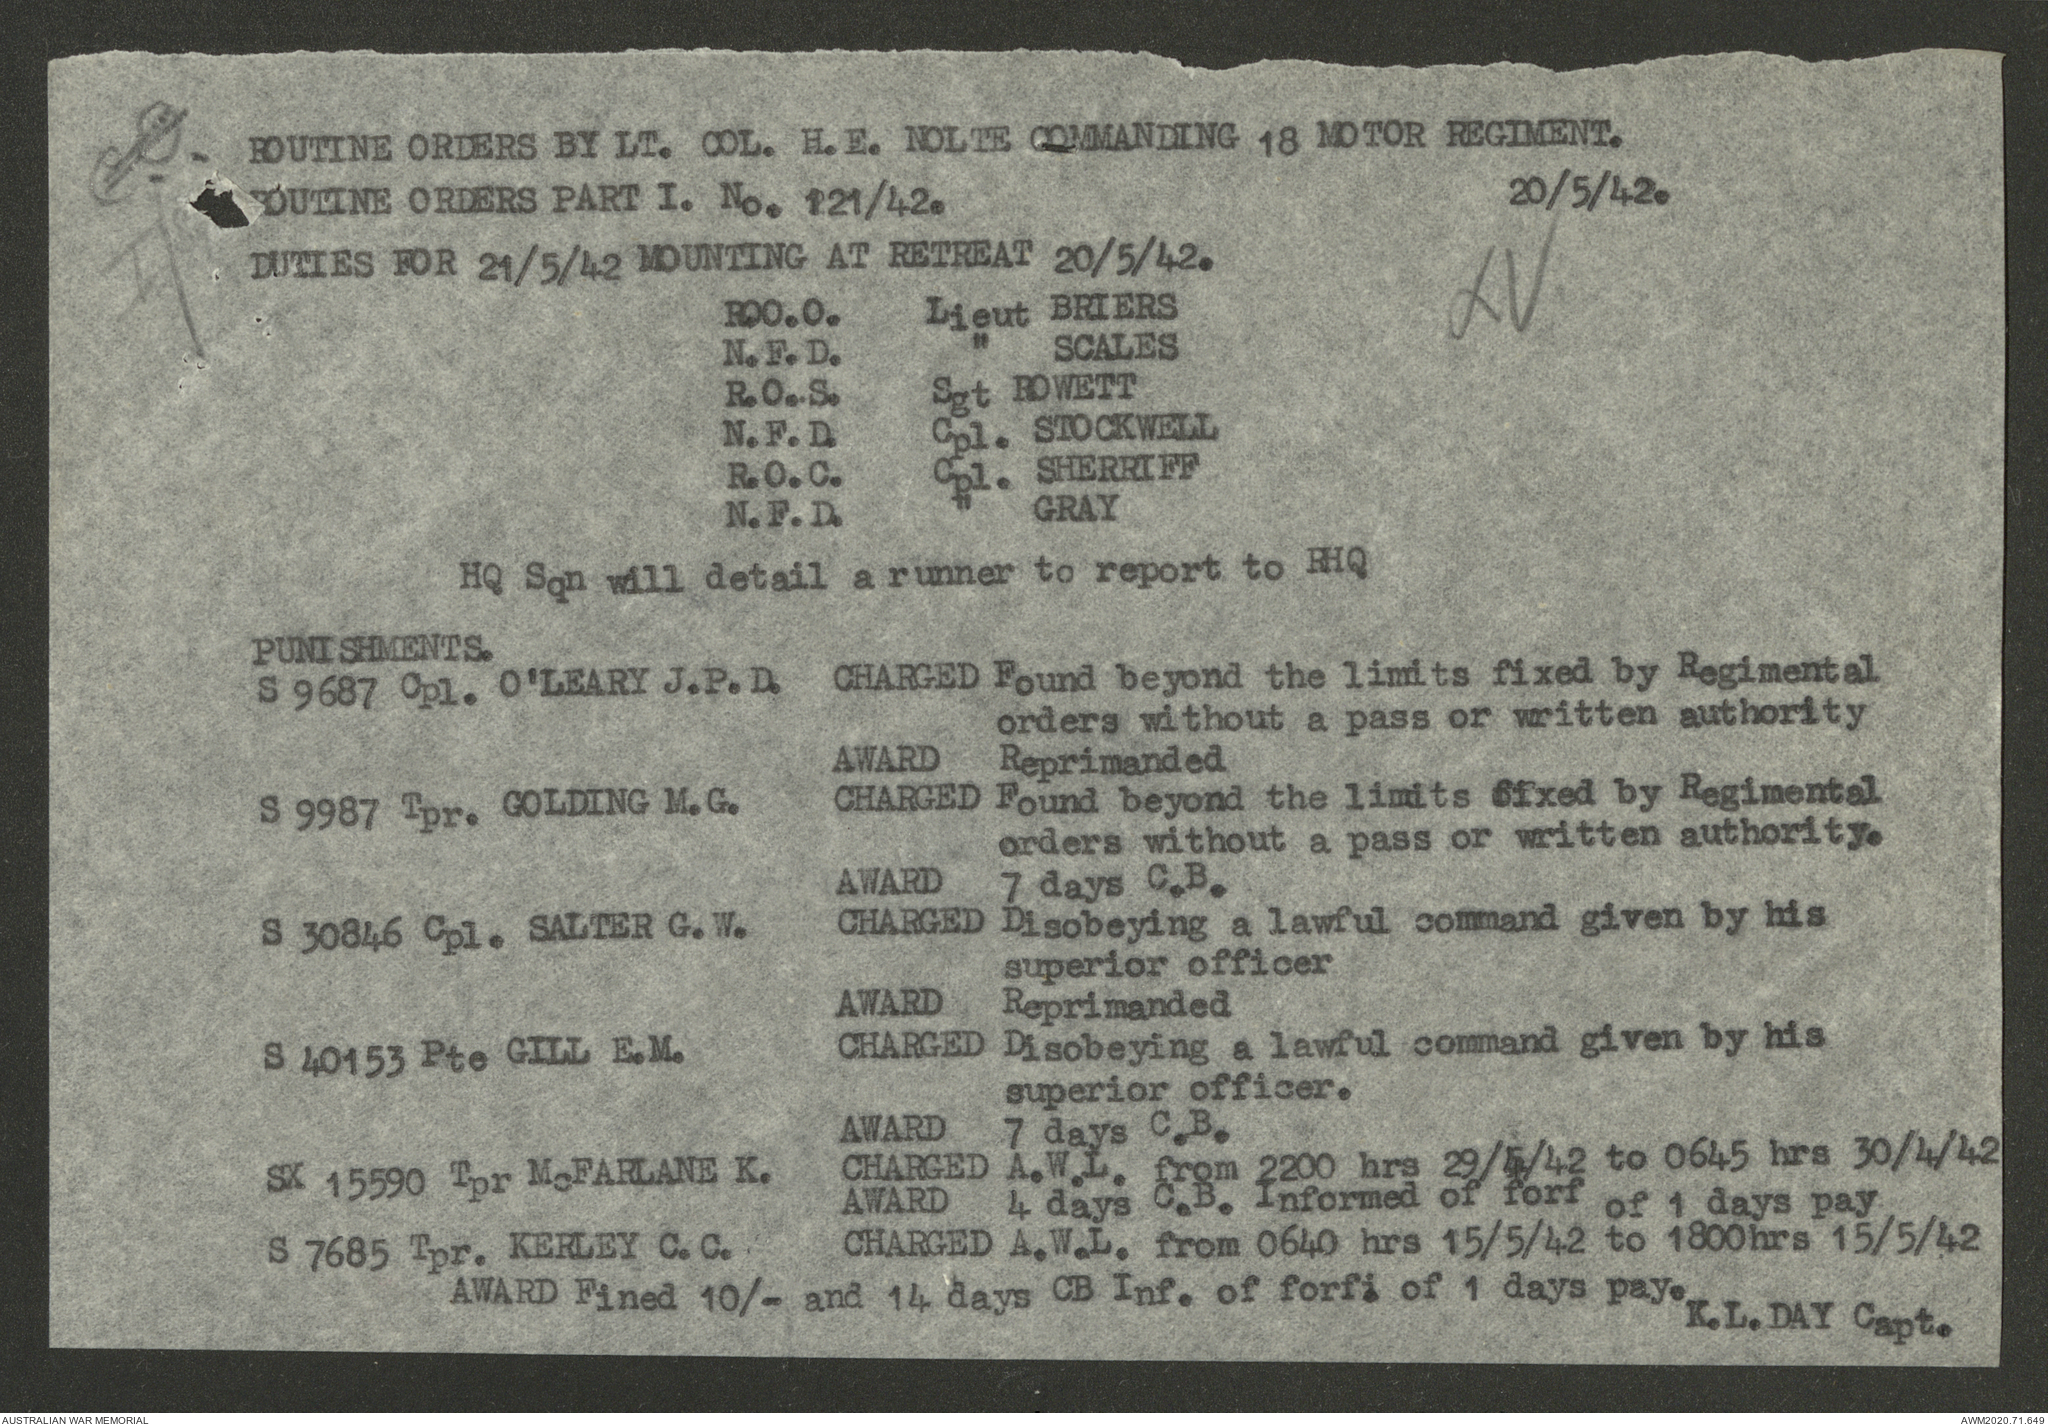 ROUTINE ORDERS BY LT. COL. H.E. NOLTE COMMANDING 18 MOTOR REGIMENT.
ROUTINE ORDERS PART I. No. 121/42. 20/5/42.
DUTIES FOR 21/5/42 MOUNTING AT RETREAT 20/5/42.
R.O.O. Lieut BRIERS
N.F.D. " SCALES
R.O.S. Sgt ROWETT
N.F.D. Cpl. STOCKWELL
R.O.C. Cpl. SHERRIFF
N.F.D. " GRAY
HQ Sqn will detail a runner to report to RHQ
PUNISHMENTS.
S 9687 Cpl. O'LEARY J.P.D. CHARGED Found beyond the limits fixed by Regimental
orders without a pass or written authority
AWARD Reprimanded
S 9987 Tpr. GOLDING M.G. CHARGED Found beyond the limits fixed by Regimental
orders without a pass or written authority.
AWARD 7 days C.B.
S 30846 Cpl. SALTER G.W. CHARGED Disobeying a lawful command given by his
superior officer
AWARD Reprimanded
S 40153 Pte GILL E.M. CHARGED Disobeying a lawful command given by his
superior officer.
AWARD 7 days C.B.
SX 15590 Tpr McFARLANE K. CHARGED A.W.L. from 2200 hrs 29/4/42 to 0645 hrs 30/4/42
AWARD 4 days C.B. Informed of forf of 1 days pay
S 7685 Tpr. KERLEY C.C. CHARGED A.W.L. from 0640 hrs 15/5/42 to 1800hrs 15/5/42
AWARD Fined 10/- and 14 days CB Inf. of forfi of 1 days pay.
K.L.DAY Capt.
AUSTRALIAN WAR MEMORIAL AWM2020.71.649